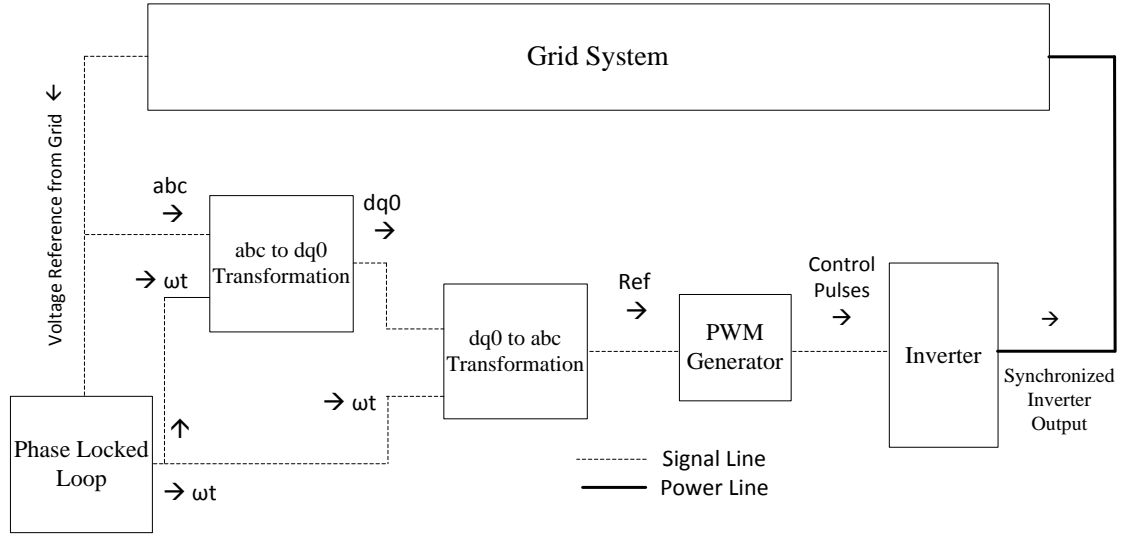 Grid System
Voltage Reference from Grid ←
abc
→
dq0
→
abc to dq0
Transformation
→ ωt
Ref
→
Control
Pulses
→
dq0 to abc
Transformation
PWM
Generator
Inverter
→
Synchronized
Inverter
Output
→ ωt
↑
Phase Locked
Loop
→ ωt
Signal Line
Power Line